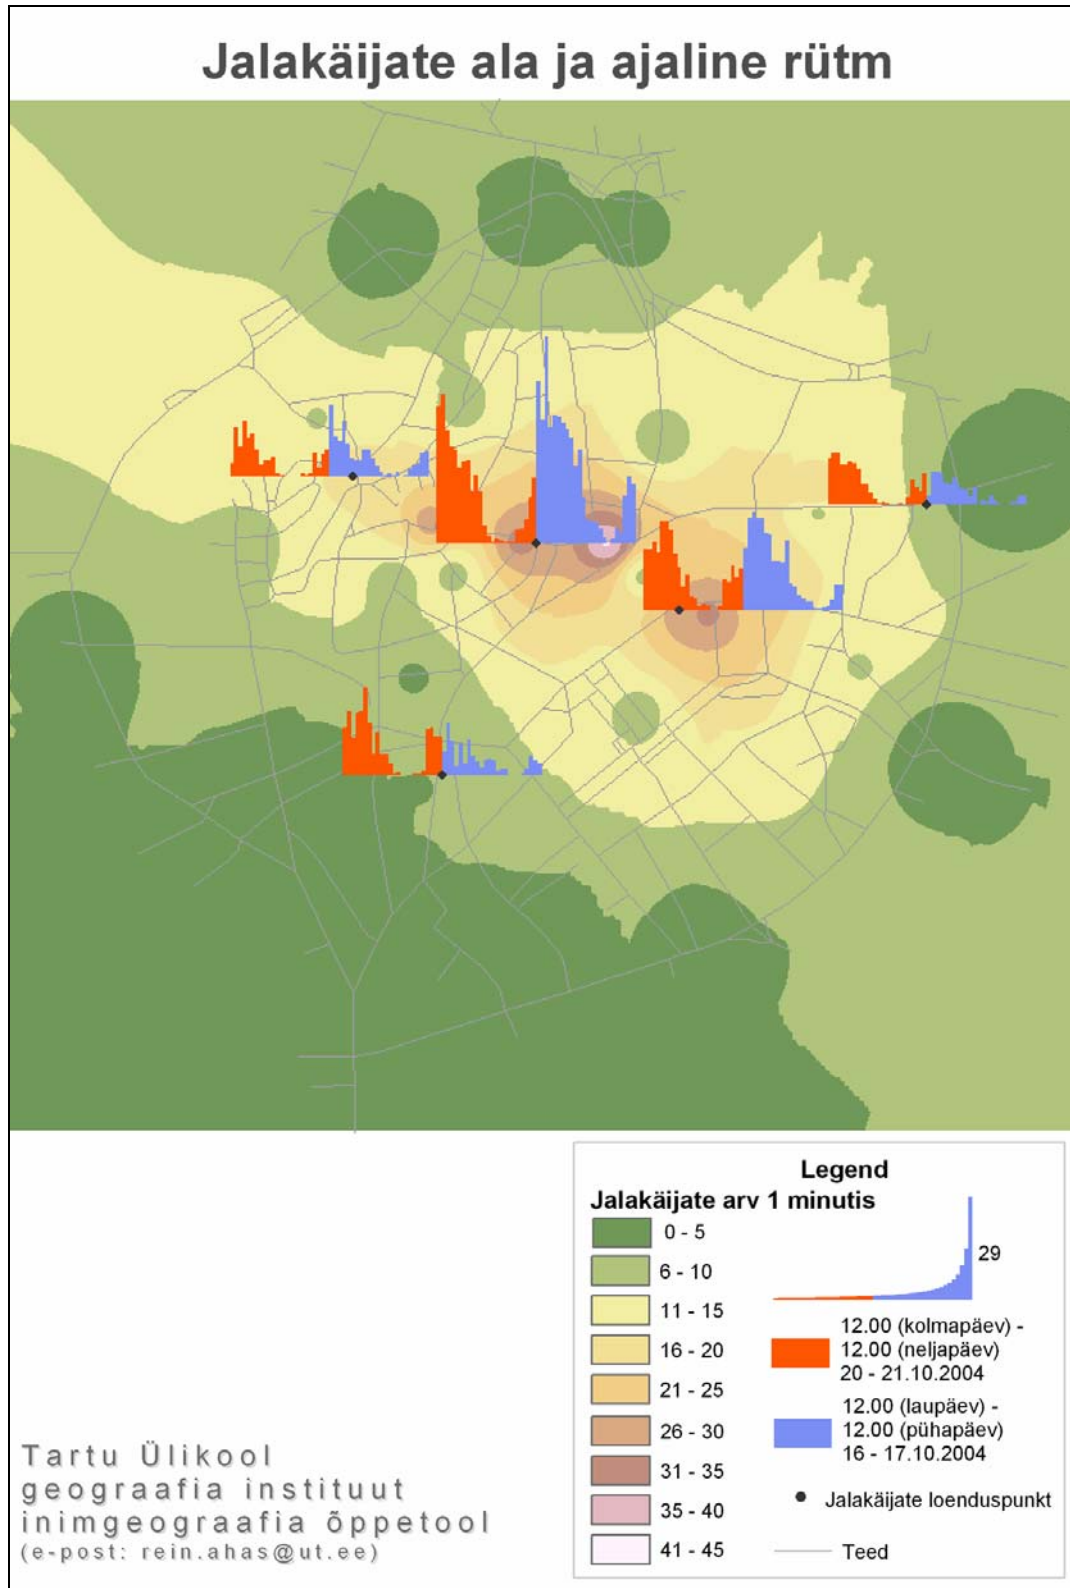 Jalakäijate ala ja ajaline rütm
Legend
Jalakäijate arv 1 minutis
0 - 5
6 - 10
11 - 15
16 - 20
21 - 25
26 - 30
31 - 35
35 - 40
41 - 45
29
12.00 (kolmapäev) -
12.00 (neljapäev)
20 - 21.10.2004
12.00 (laupäev) -
12.00 (pühapäev)
16 - 17.10.2004
Jalakäijate loenduspunkt
Teed
Tartu Ülikool
geograafia instituut
inimgeograafia õppetool
(e-post: rein.ahas@ut.ee)